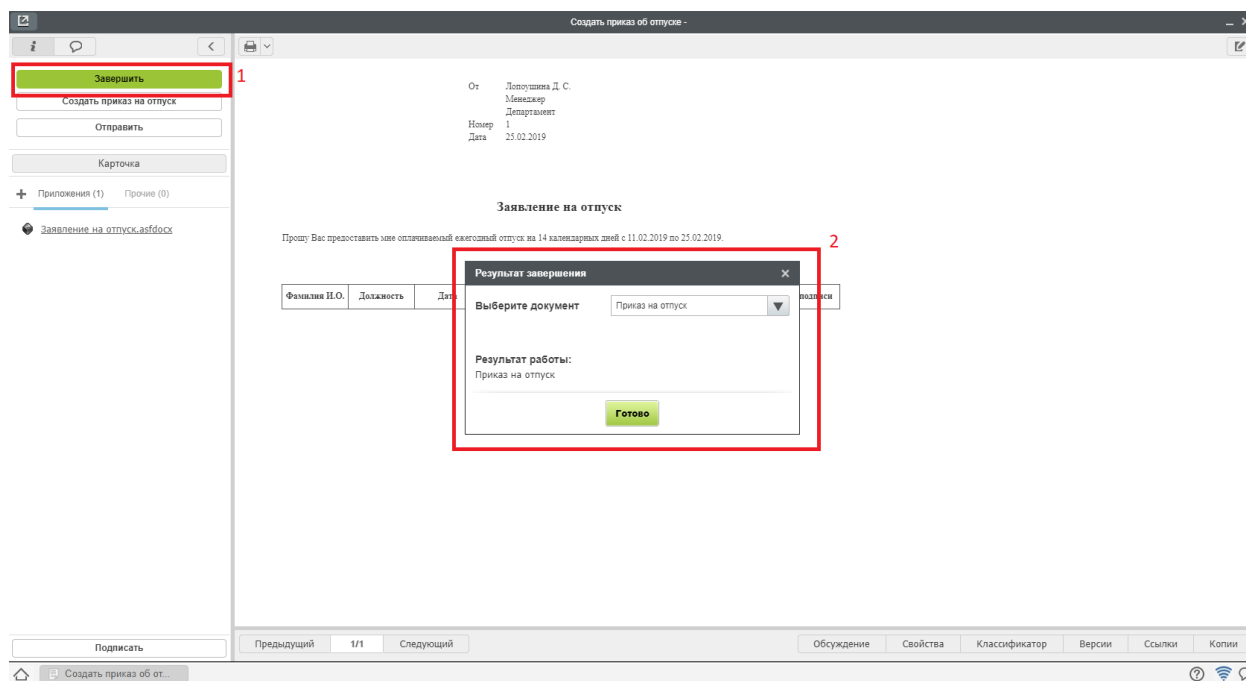 Создать приказ об отпуске -
i
Завершить
1
Создать приказ на отпуск
Отправить
Карточка
Приложения (1) Прочие (0)
Заявление на отпуск.asfdocx
От Лопоушина Д. С.
Менеджер
Департамент
Номер 1
Дата 25.02.2019
Заявление на отпуск
Прошу Вас предоставить мне оплачиваемый ежегодный отпуск на 14 календарных дней с 11.02.2019 по 25.02.2019.
2
Фамилия И.О. Должность Дата подписи
Результат завершения
Выберите документ Приказ на отпуск
Результат работы:
Приказ на отпуск
Готово
Подписать
Предыдущий 1/1 Следующий Обсуждение Свойства Классификатор Версии Ссылки Копии
Создать приказ об от...